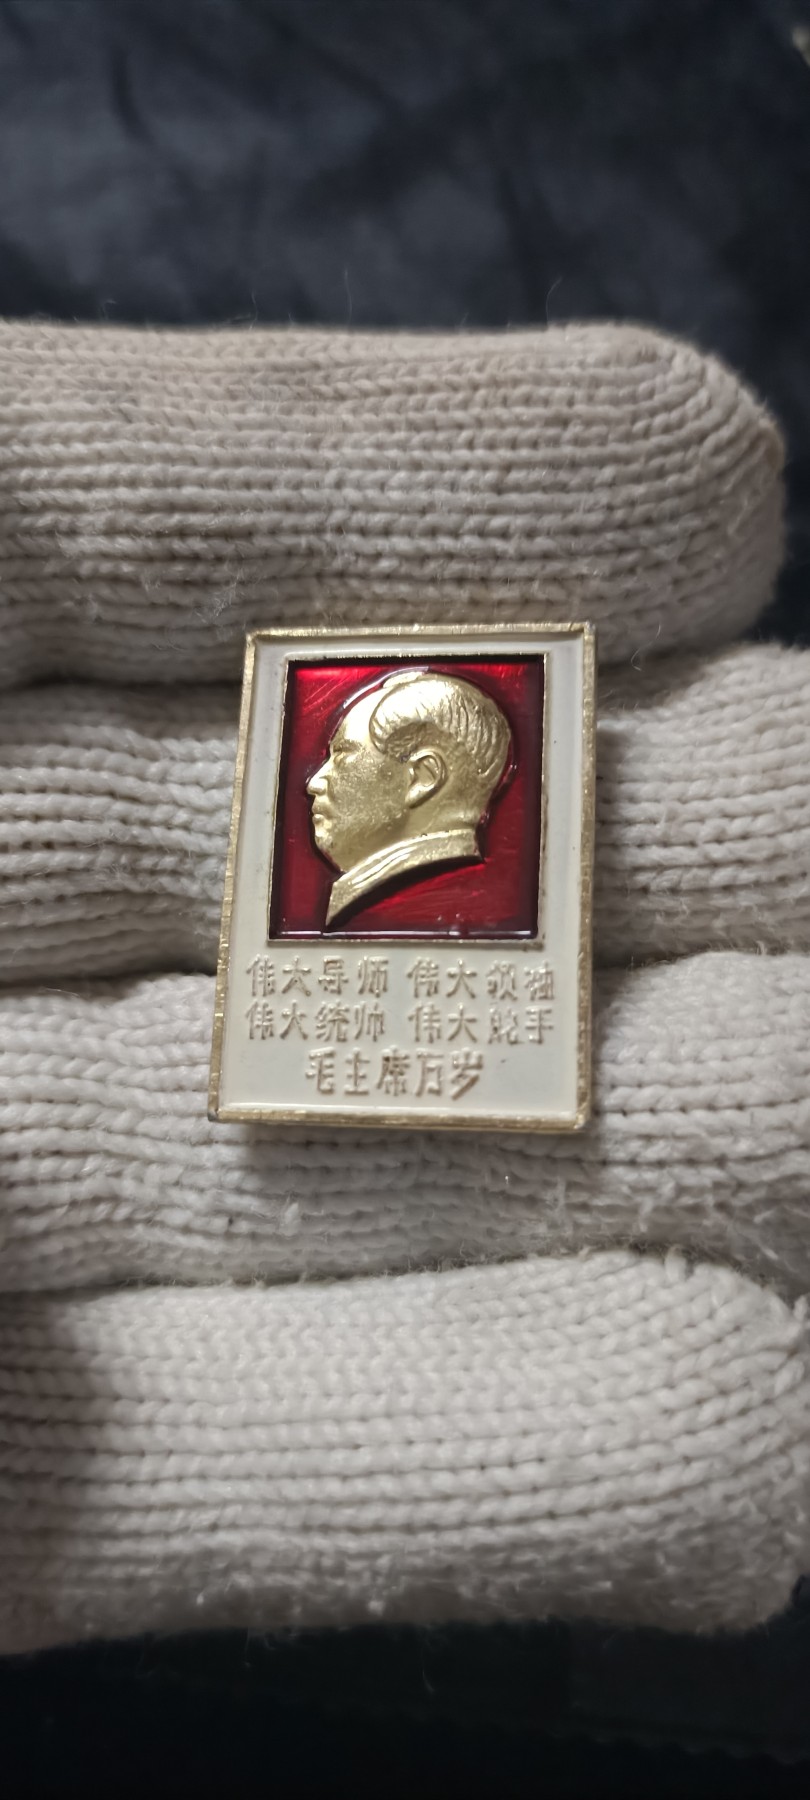 伟大导师 伟大领袖
伟大统帅 伟大舵手
毛主席万岁